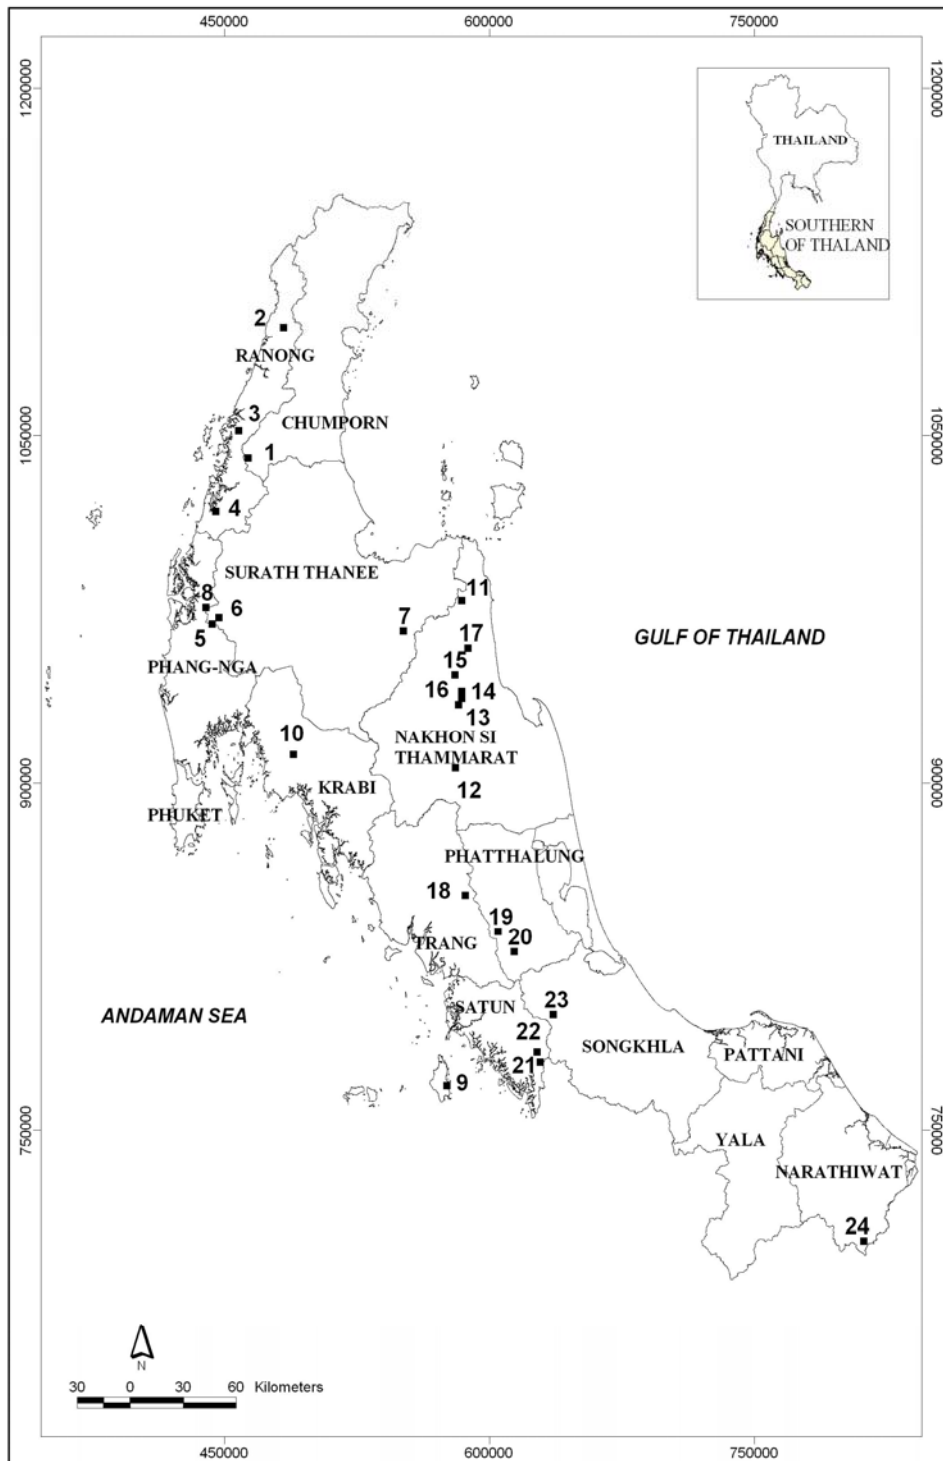 450000 600000 750000
1200000 1200000
THAILAND
SOUTHERN
OF THALAND
2
RANONG
3
CHUMPORN
1050000 1050000
1
4
SURATH THANEE
8 6 11
5 7
17
GULF OF THAILAND
PHANG-NGA
15
16 14
13
10
NAKHON SI
THAMMARAT
KRABI
12
900000 900000
PHUKET
PHATTHALUNG
18
19
20
TRANG
SATUN
23
ANDAMAN SEA
22
SONGKHLA
PATTANI
21
9
750000 750000
YALA
NARATHIWAT
24
N
30 0 30 60 Kilometers
450000 600000 750000